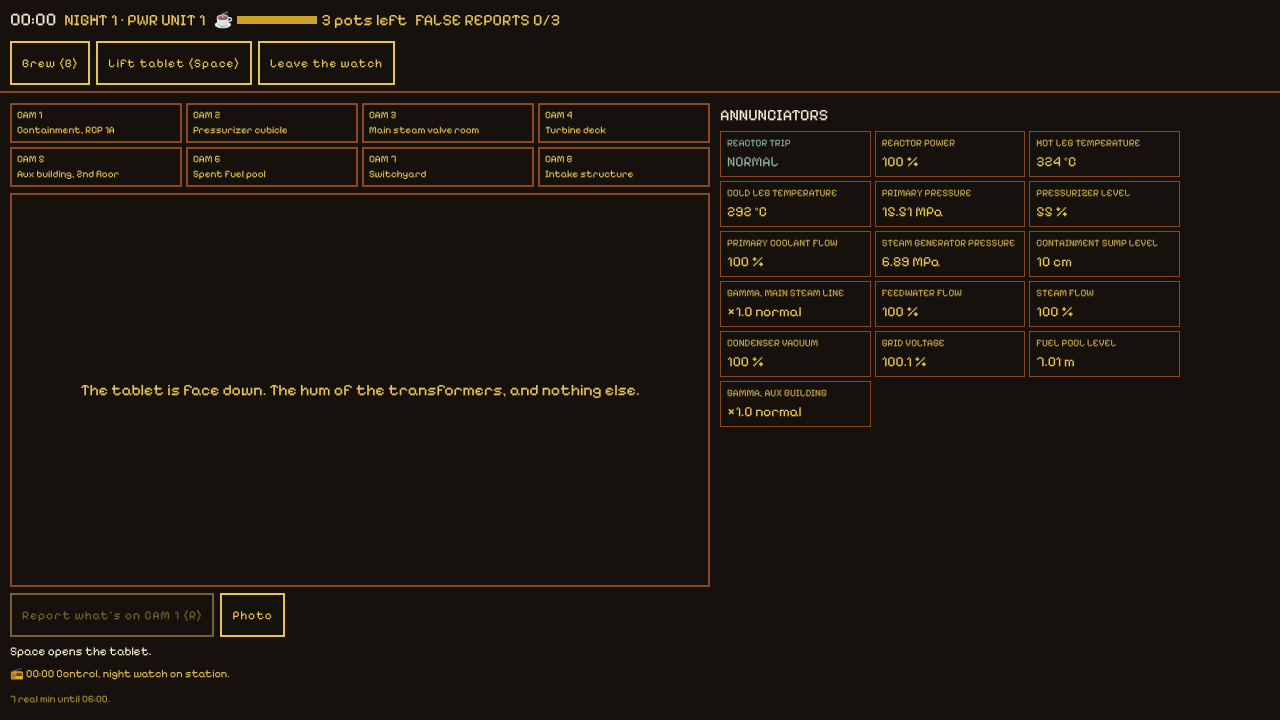 00:00 NIGHT 1 · PWR UNIT 1 ☕ 3 pots left FALSE REPORTS 0/3
Brew (B) Lift tablet (Space) Leave the watch
CAM 1
Containment, RCP 1A
CAM 2
Pressurizer cubicle
CAM 3
Main steam valve room
CAM 4
Turbine deck
CAM 5
Aux building, 2nd floor
CAM 6
Spent fuel pool
CAM 7
Switchyard
CAM 8
Intake structure
The tablet is face down. The hum of the transformers, and nothing else.
Report what's on CAM 1 (R) Photo
Space opens the tablet.
📻 00:00 Control, night watch on station.
7 real min until 06:00.
ANNUNCIATORS
REACTOR TRIP
NORMAL
REACTOR POWER
100 %
HOT LEG TEMPERATURE
324 °C
COLD LEG TEMPERATURE
292 °C
PRIMARY PRESSURE
15.51 MPa
PRESSURIZER LEVEL
55 %
PRIMARY COOLANT FLOW
100 %
STEAM GENERATOR PRESSURE
6.89 MPa
CONTAINMENT SUMP LEVEL
10 cm
GAMMA, MAIN STEAM LINE
×1.0 normal
FEEDWATER FLOW
100 %
STEAM FLOW
100 %
CONDENSER VACUUM
100 %
GRID VOLTAGE
100.1 %
FUEL POOL LEVEL
7.01 m
GAMMA, AUX BUILDING
×1.0 normal